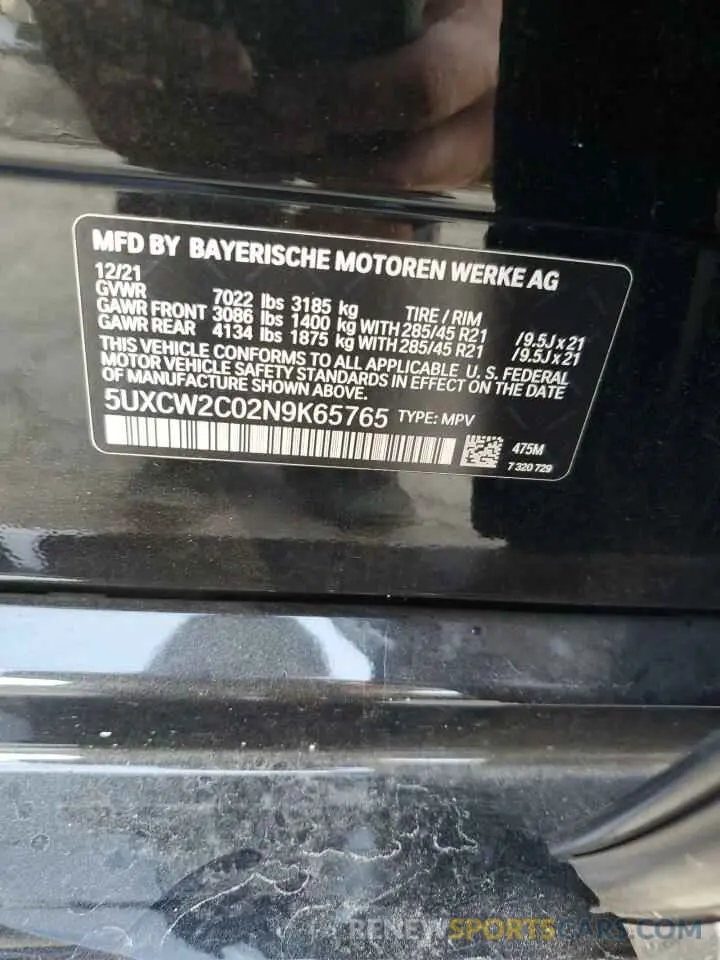 MFD BY BAYERISCHE MOTOREN WERKE AG
12/21
GVWR 7022 lbs 3185 kg TIRE / RIM
GAWR FRONT 3086 lbs 1400 kg WITH 285/45 R21 /9.5J x 21
GAWR REAR 4134 lbs 1875 kg WITH 285/45 R21 /9.5J x 21
THIS VEHICLE CONFORMS TO ALL APPLICABLE U. S. FEDERAL
MOTOR VEHICLE SAFETY STANDARDS IN EFFECT ON THE DATE
OF MANUFACTURE SHOWN ABOVE.
5UXCW2C02N9K65765 TYPE: MPV
475M
7 320 729
RENEWSPORTSCARS.COM